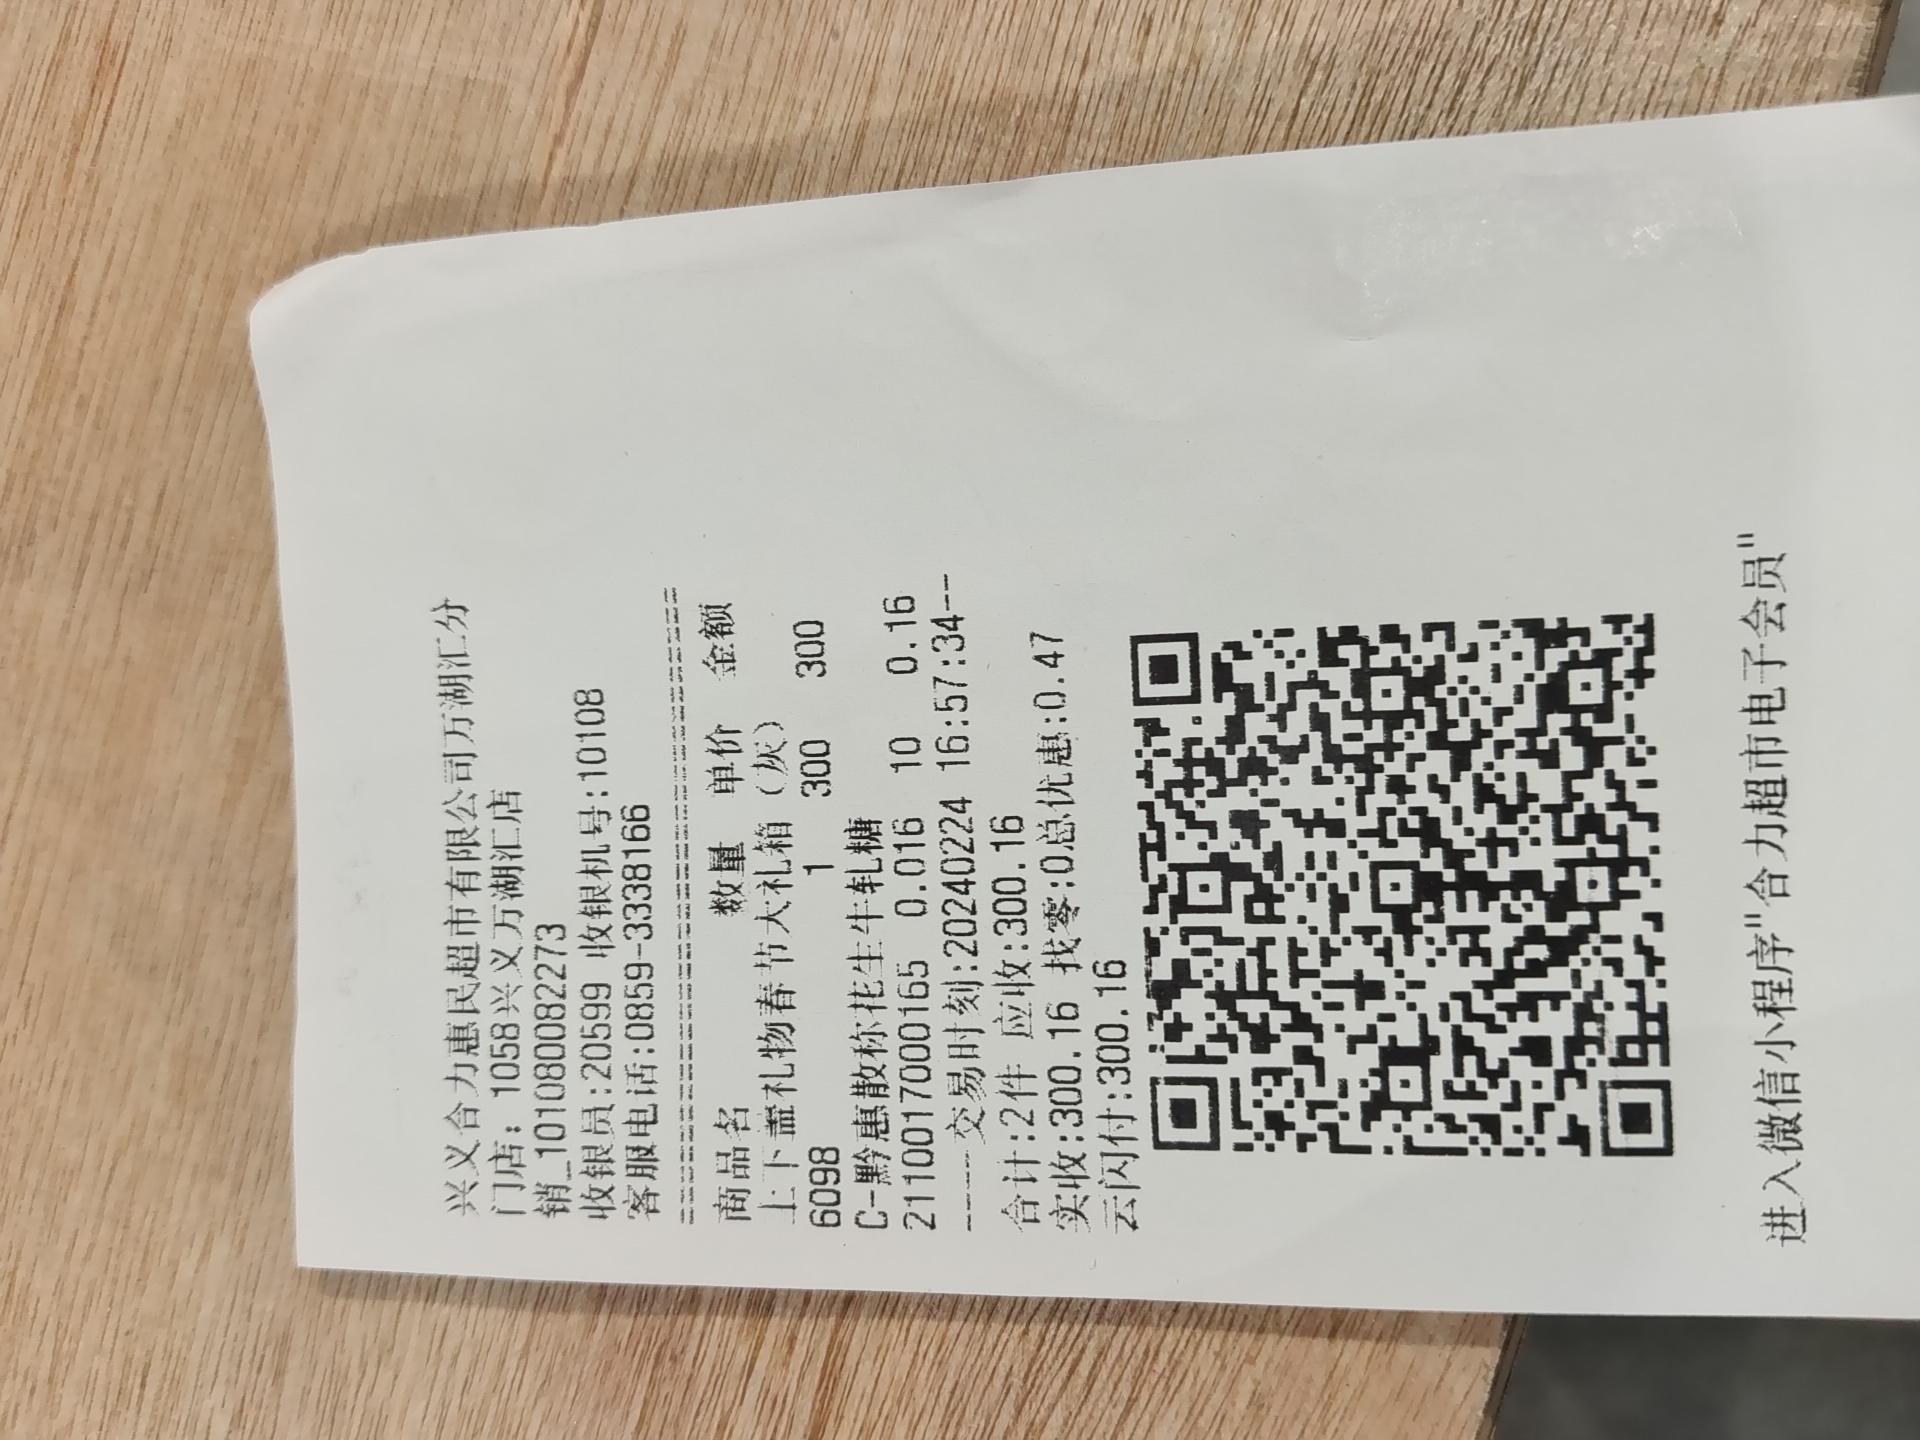 兴义合力惠民超市有限公司万湖汇分
门店: 1058兴义万湖汇店
销_101080082273
收银员:20599 收银机号:10108
客服电话:0859-3338166
================================
商品名 数量 单价 金额
上下盖礼物春节大礼箱（灰）
6098 1 300 300
C-黔惠散称花生牛轧糖
2110017000165 0.016 10 0.16
----交易时刻:20240224 16:57:34--
合计:2件 应收:300.16
实收:300.16 找零:0总优惠:0.47
云闪付:300.16
进入微信小程序"合力超市电子会员"